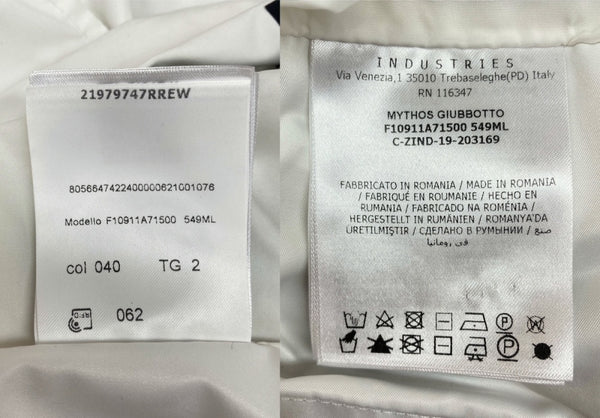 21979747RREW
8056647422400000621001076
Modello F10911A71500 549ML
col 040 TG 2
062
INDUSTRIES
Via Venezia,1 35010 Trebaseleghe(PD) Italy
RN 116347
MYTHOS GIUBBOTTO
F10911A71500 549ML
C-ZIND-19-203169
FABBRICATO IN ROMANIA / MADE IN ROMANIA
/ FABRIQUÉ EN ROUMANIE / HECHO EN
RUMANIA / FABRICADO NA ROMÉNIA /
HERGESTELLT IN RUMÄNIEN / ROMANYA'DA
ÜRETILMIŞTIR / СДЕЛАНО В РУМЫНИИ / صنع
في رومانيا